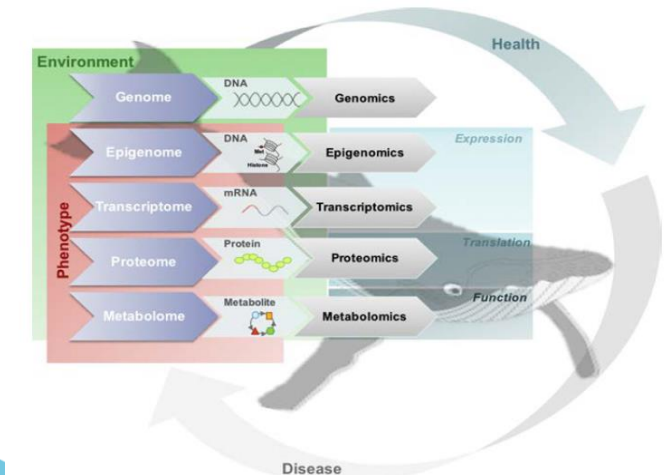 Health
Environment
Genome
DNA
Genomics
Phenotype
Epigenome
DNA
Met
Histone
Epigenomics
Expression
Transcriptome
mRNA
Transcriptomics
Proteome
Protein
Proteomics
Translation
Metabolome
Metabolite
Metabolomics
Function
Disease